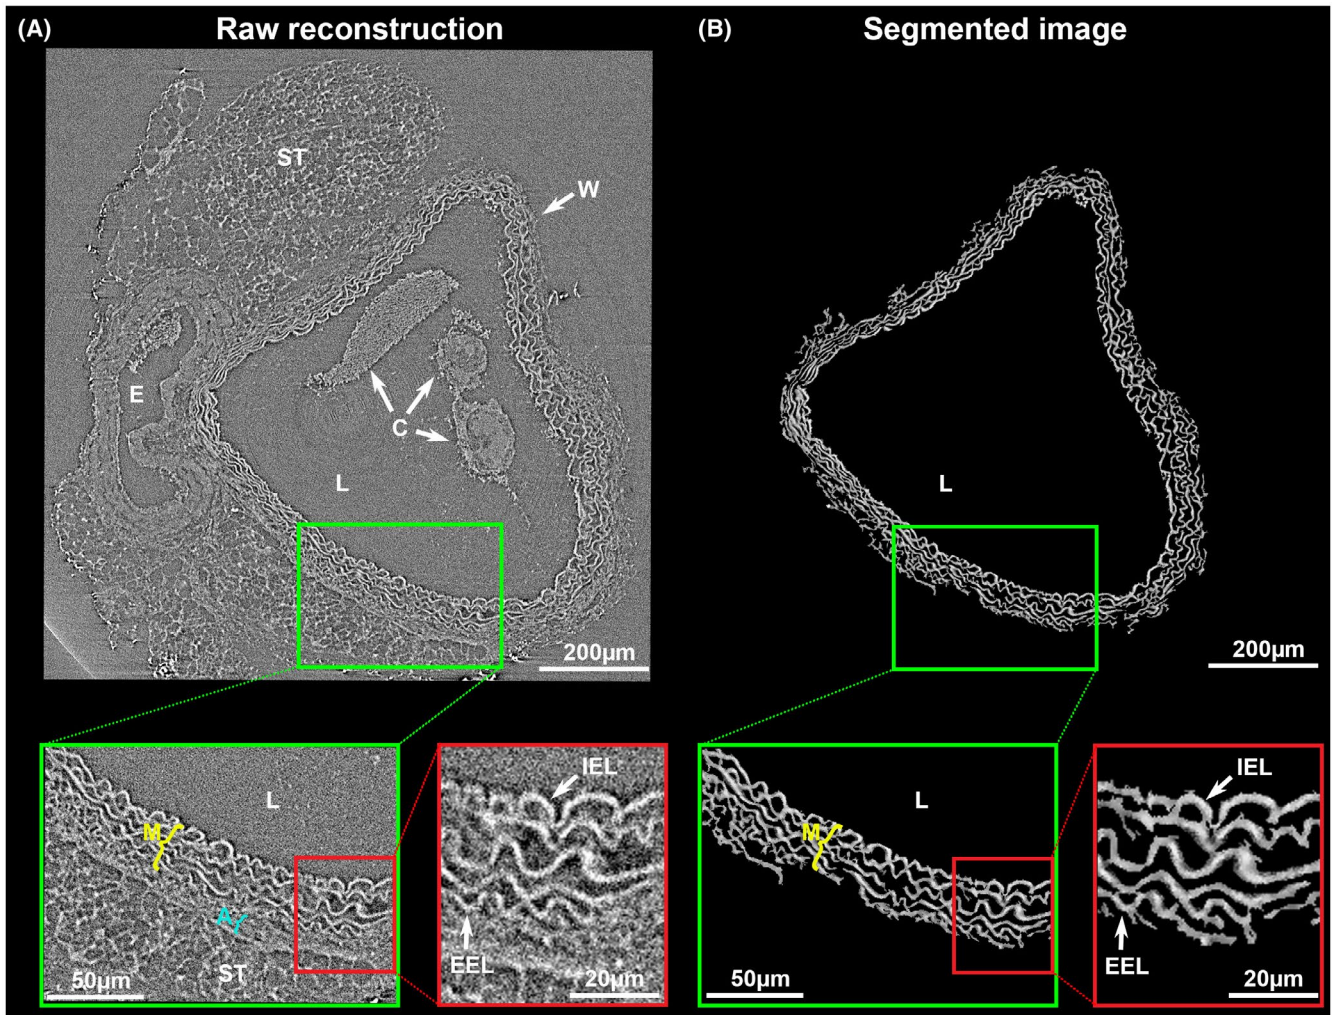 (A) Raw reconstruction
ST
W
E
C
L
200µm
L
M
A
ST
50µm
IEL
EEL
20µm
(B) Segmented image
L
200µm
L
M
50µm
IEL
EEL
20µm